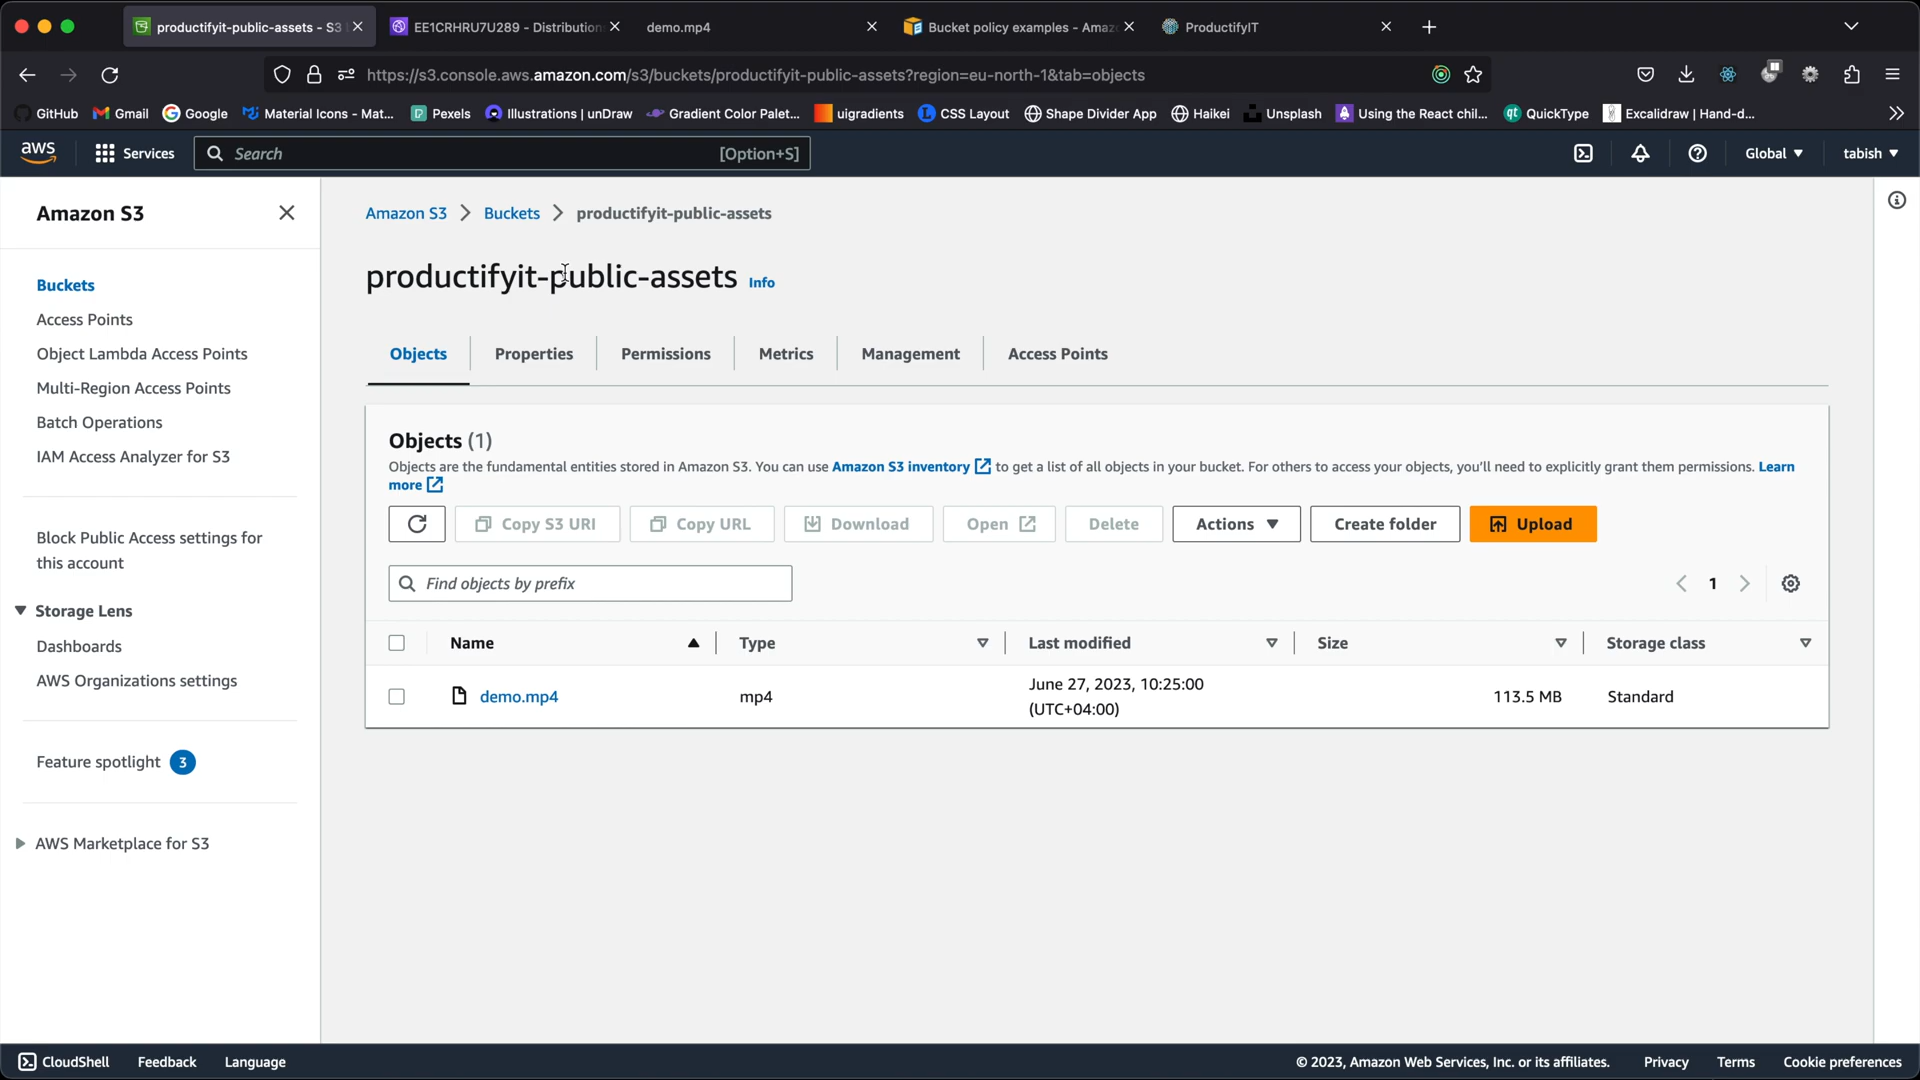 productifyit-public-assets - S3
EE1CRHRU7U289 - Distribution
demo.mp4
Bucket policy examples - Amaz
ProductifyIT
https://s3.console.aws.amazon.com/s3/buckets/productifyit-public-assets?region=eu-north-1&tab=objects
GitHub
Gmail
Google
Material Icons - Mat...
Pexels
Illustrations | unDraw
Gradient Color Palet...
uigradients
CSS Layout
Shape Divider App
Haikei
Unsplash
Using the React chil...
qt QuickType
Excalidraw | Hand-d...
aws
Services
Search
[Option+S]
Global
tabish
Amazon S3
Buckets
Access Points
Object Lambda Access Points
Multi-Region Access Points
Batch Operations
IAM Access Analyzer for S3
Block Public Access settings for
this account
Storage Lens
Dashboards
AWS Organizations settings
Feature spotlight 3
AWS Marketplace for S3
Amazon S3 > Buckets > productifyit-public-assets
productifyit-public-assets Info
Objects
Properties
Permissions
Metrics
Management
Access Points
Objects (1)
Objects are the fundamental entities stored in Amazon S3. You can use Amazon S3 inventory to get a list of all objects in your bucket. For others to access your objects, you'll need to explicitly grant them permissions. Learn
more
Copy S3 URI
Copy URL
Download
Open
Delete
Actions
Create folder
Upload
Find objects by prefix
1
Name
Type
Last modified
Size
Storage class
demo.mp4
mp4
June 27, 2023, 10:25:00
(UTC+04:00)
113.5 MB
Standard
CloudShell
Feedback
Language
© 2023, Amazon Web Services, Inc. or its affiliates.
Privacy
Terms
Cookie preferences